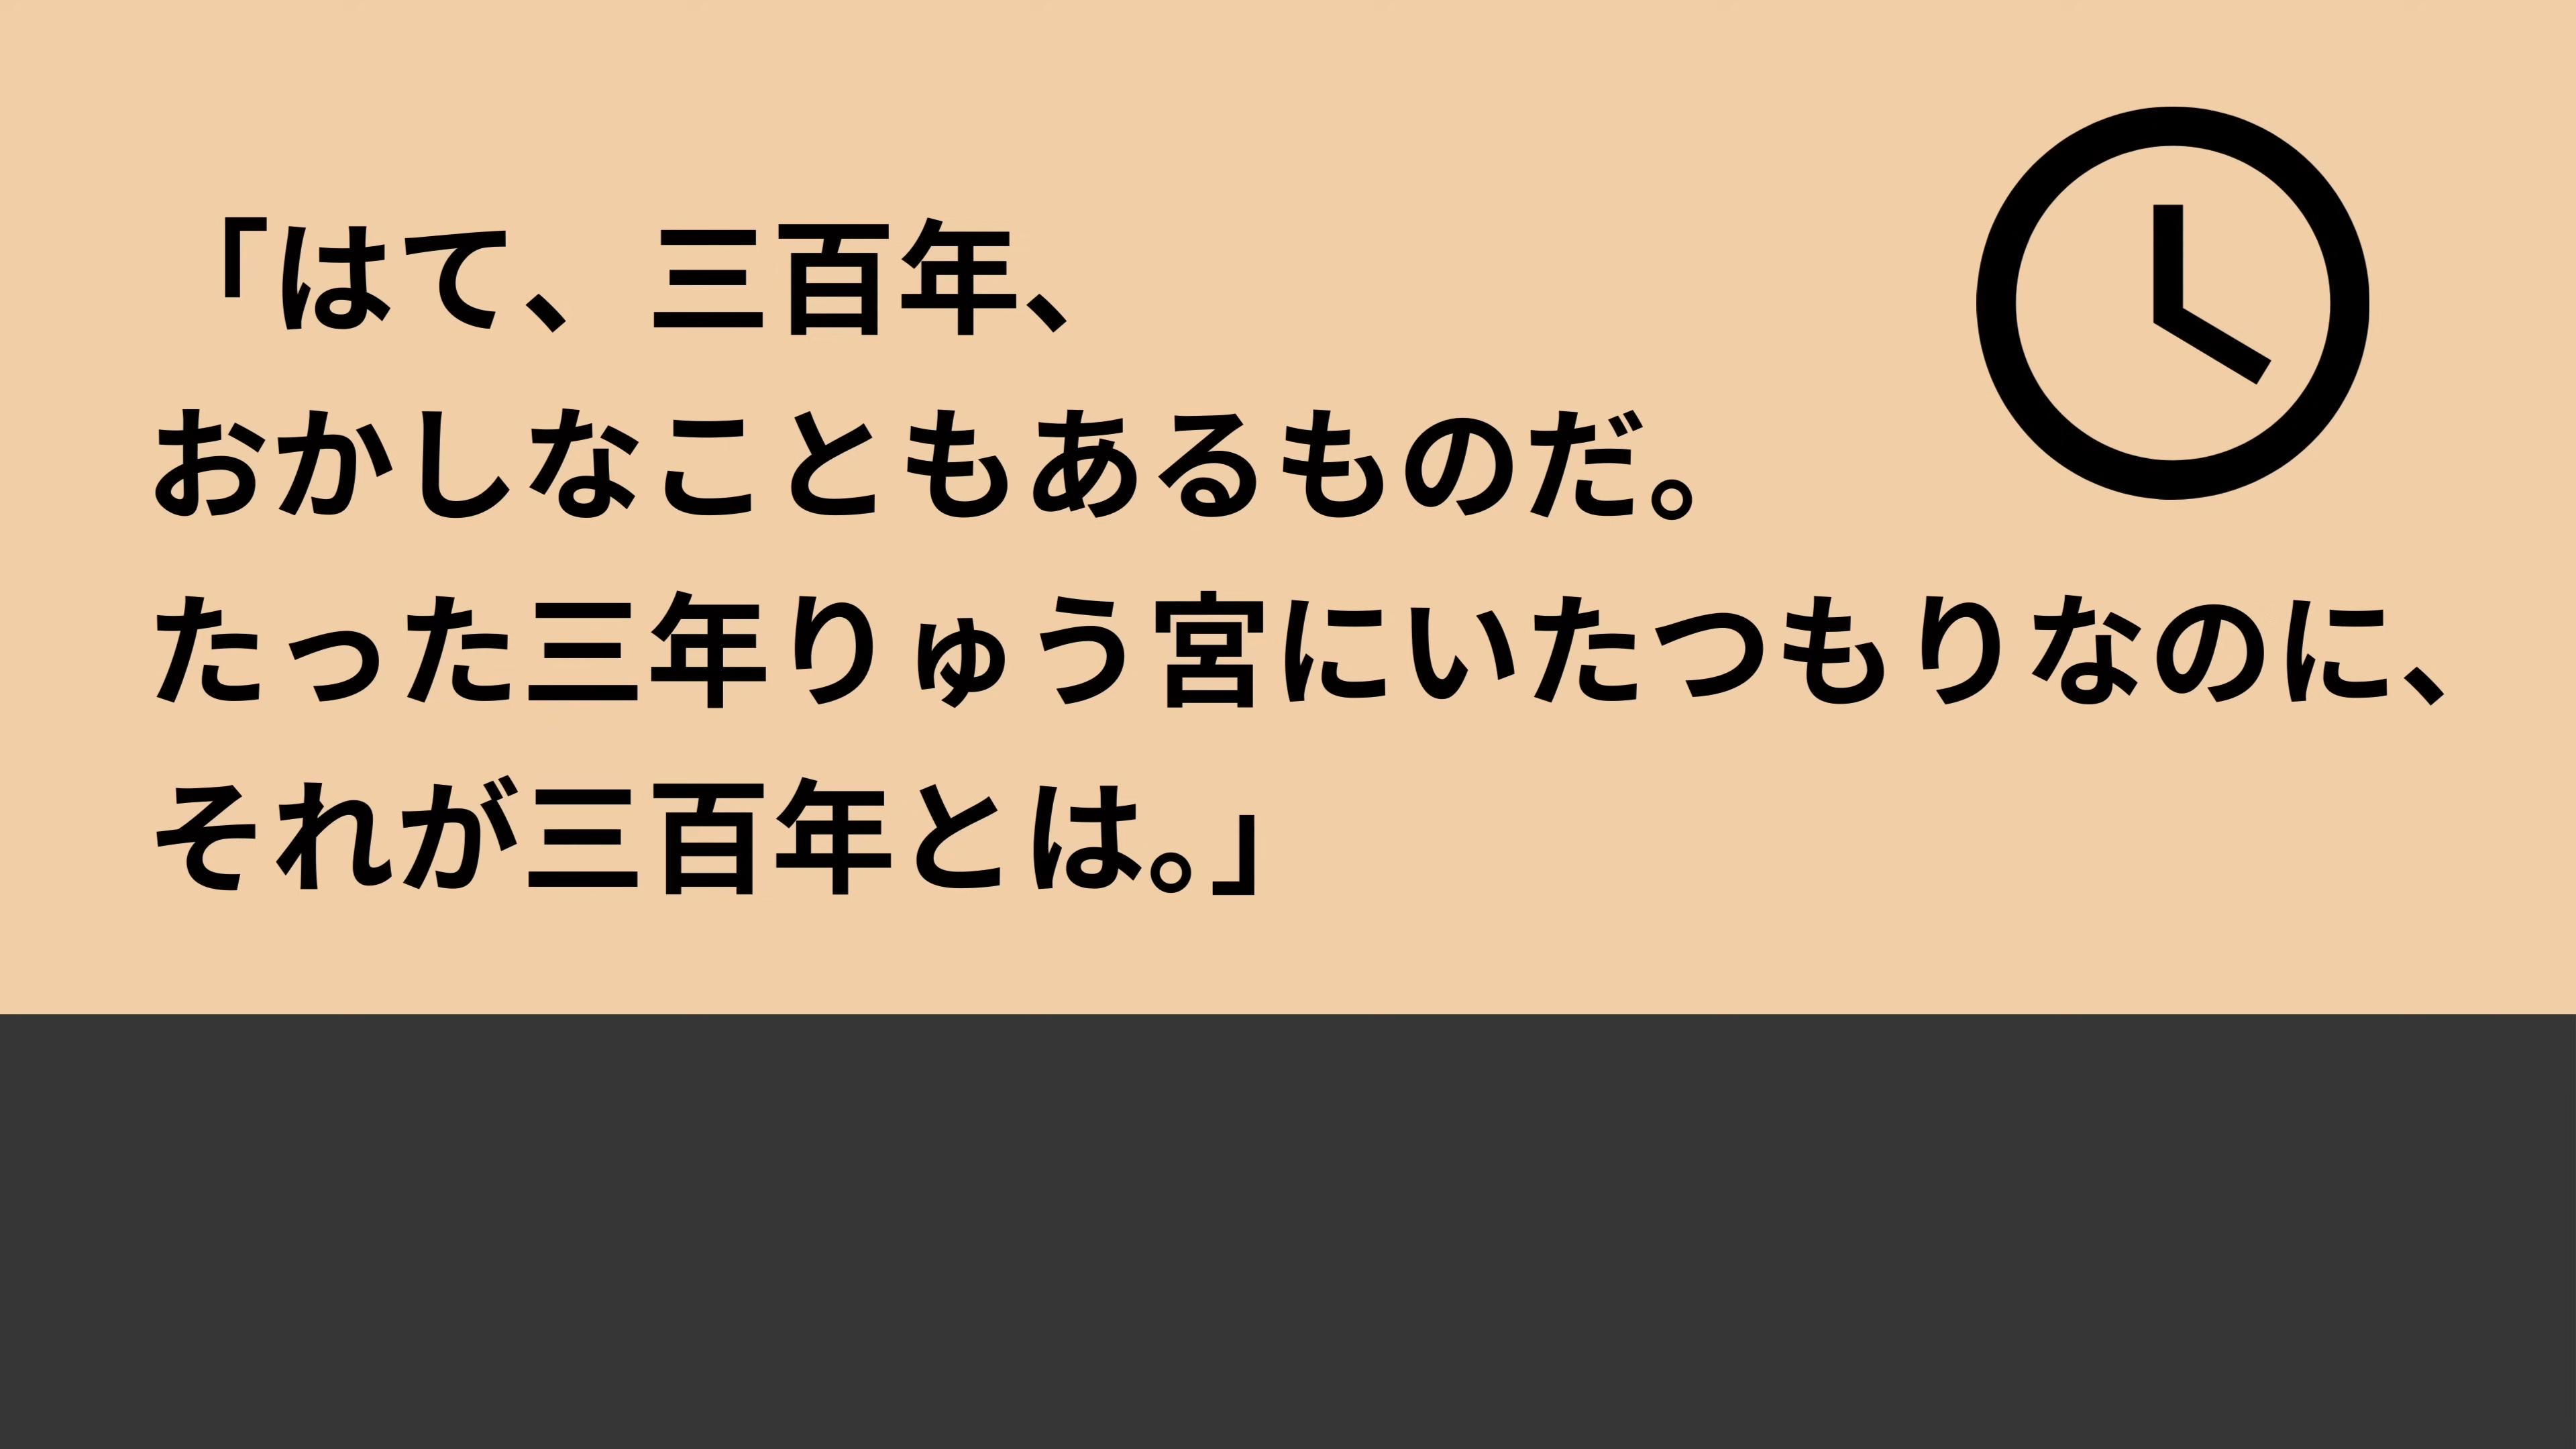 「はて、三百年、
おかしなこともあるものだ。
たった三年りゅう宮にいたつもりなのに、
それが三百年とは。」